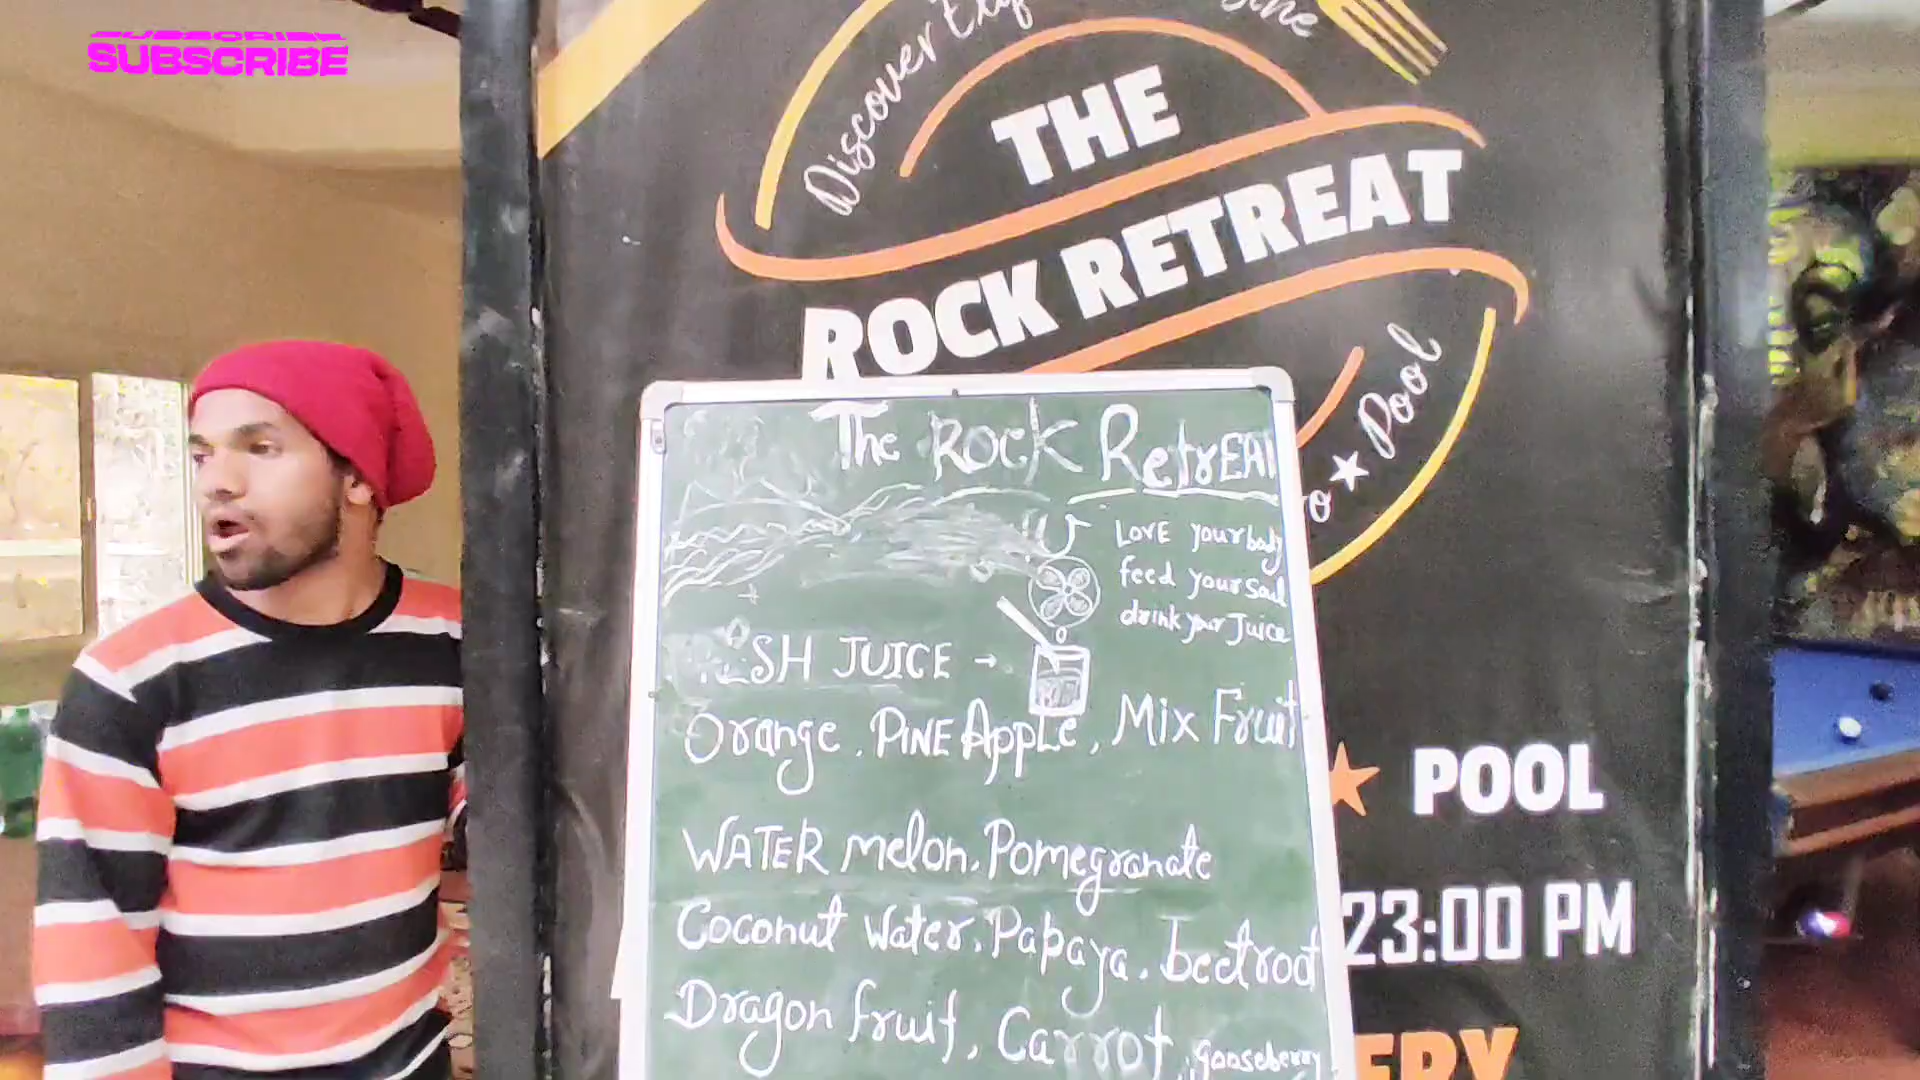 SUBSCRIBE
Discover
THE
ROCK RETREAT
Pool
The Rock RetrEAT
LOVE your body
feed your soul
drink your Juice
SH JUICE →
Orange, PINE Apple, Mix Fruit
WATER melon, Pomegranate
Coconut Water, Papaya, beetroot
Dragon fruit, Carrot, gooseberry
★ POOL
23:00 PM
ERY